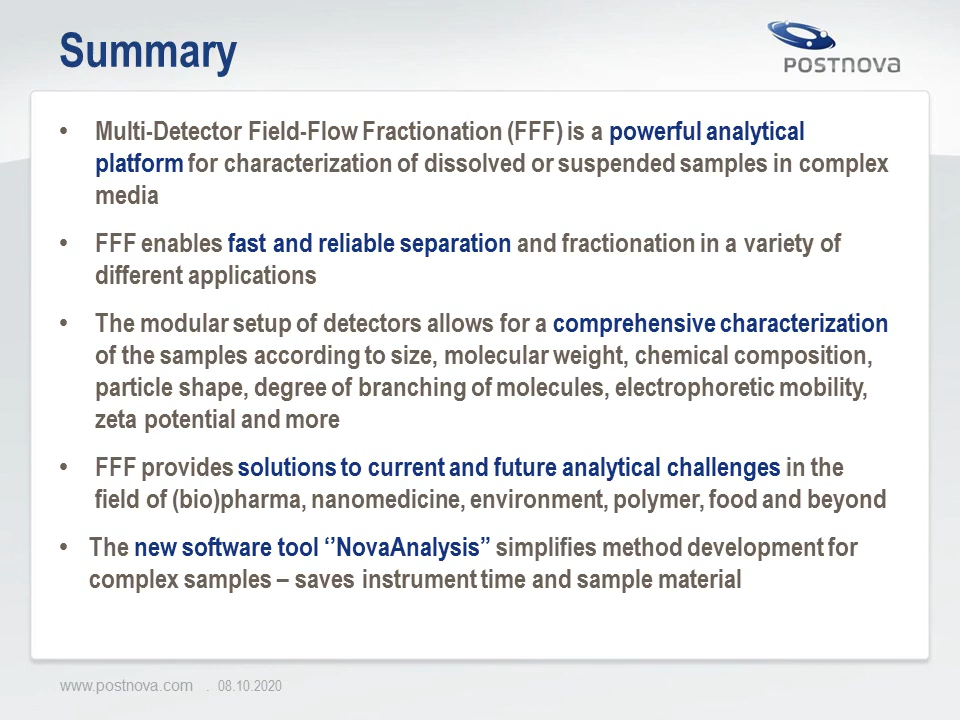 Summary
POSTNOVA
• Multi-Detector Field-Flow Fractionation (FFF) is a powerful analytical
platform for characterization of dissolved or suspended samples in complex
media
• FFF enables fast and reliable separation and fractionation in a variety of
different applications
• The modular setup of detectors allows for a comprehensive characterization
of the samples according to size, molecular weight, chemical composition,
particle shape, degree of branching of molecules, electrophoretic mobility,
zeta potential and more
• FFF provides solutions to current and future analytical challenges in the
field of (bio)pharma, nanomedicine, environment, polymer, food and beyond
• The new software tool ‘’NovaAnalysis” simplifies method development for
complex samples – saves instrument time and sample material
www.postnova.com . 08.10.2020